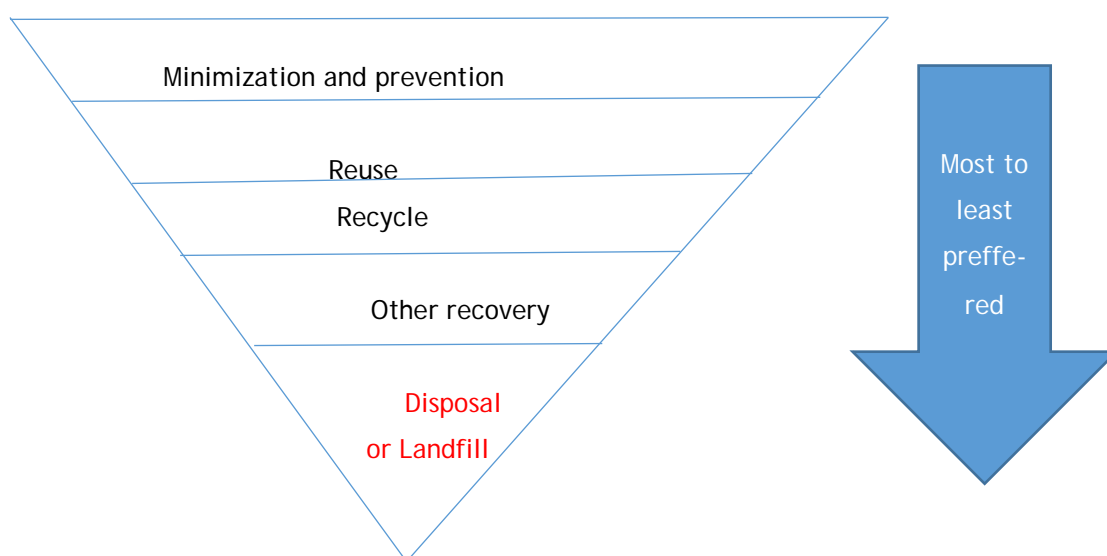 Minimization and prevention
Reuse
Recycle
Other recovery
Disposal
or Landfill
Most to
least
preffe-
red